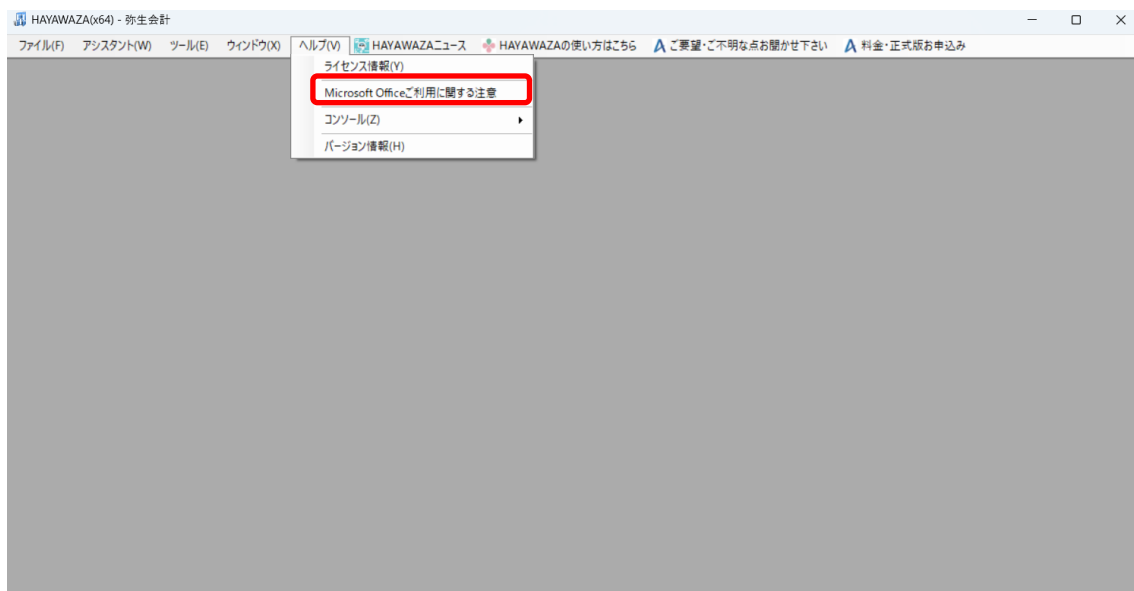 HAYAWAZA(x64) - 弥生会計
ファイル(F) アシスタント(W) ツール(E) ウィンドウ(X) ヘルプ(V) HAYAWAZAニュース HAYAWAZAの使い方はこちら ご要望・ご不明な点お聞かせ下さい 料金・正式版お申込み
ライセンス情報(Y)
Microsoft Officeご利用に関する注意
コンソール(Z)
バージョン情報(H)